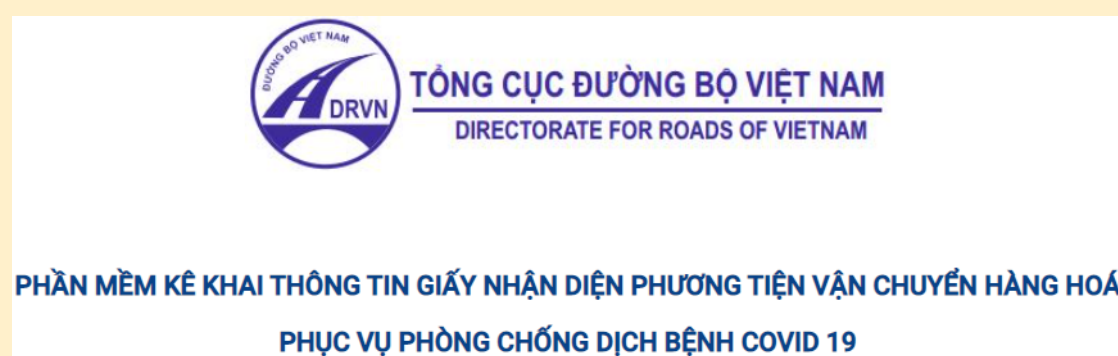 ĐƯỜNG BỘ VIỆT NAM
DRVN
TỔNG CỤC ĐƯỜNG BỘ VIỆT NAM
DIRECTORATE FOR ROADS OF VIETNAM
PHẦN MỀM KÊ KHAI THÔNG TIN GIẤY NHẬN DIỆN PHƯƠNG TIỆN VẬN CHUYỂN HÀNG HOÁ
PHỤC VỤ PHÒNG CHỐNG DỊCH BỆNH COVID 19